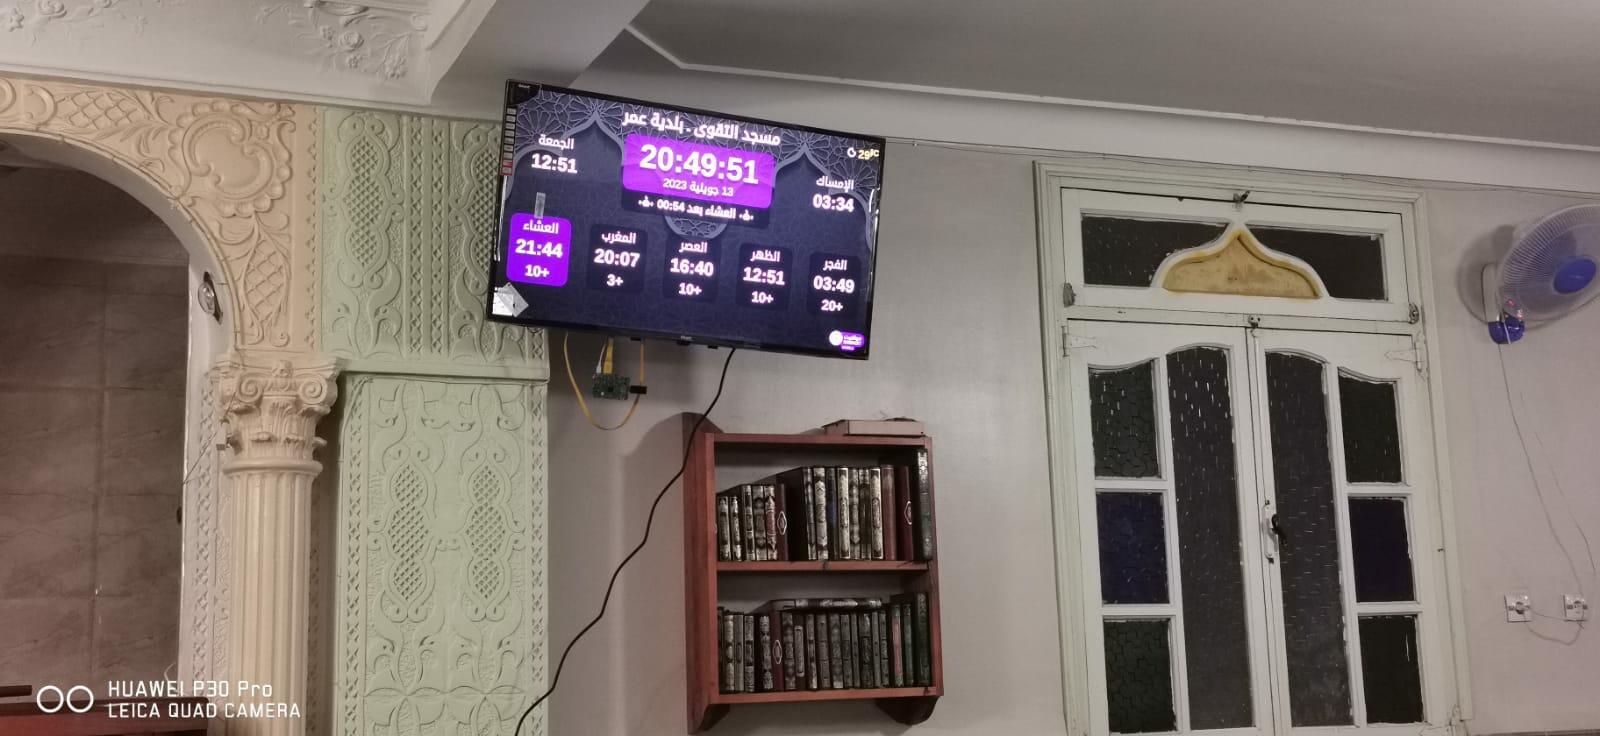 مسجد التقوى - بلدية عمر
29°C
الجمعة
12:51
20:49:51
13 جويلية 2023
العشاء بعد 00:54
الإمساك
03:34
الفجر
03:49
20+
الظهر
12:51
10+
العصر
16:40
10+
المغرب
20:07
3+
العشاء
21:44
10+
HUAWEI P30 Pro
LEICA QUAD CAMERA